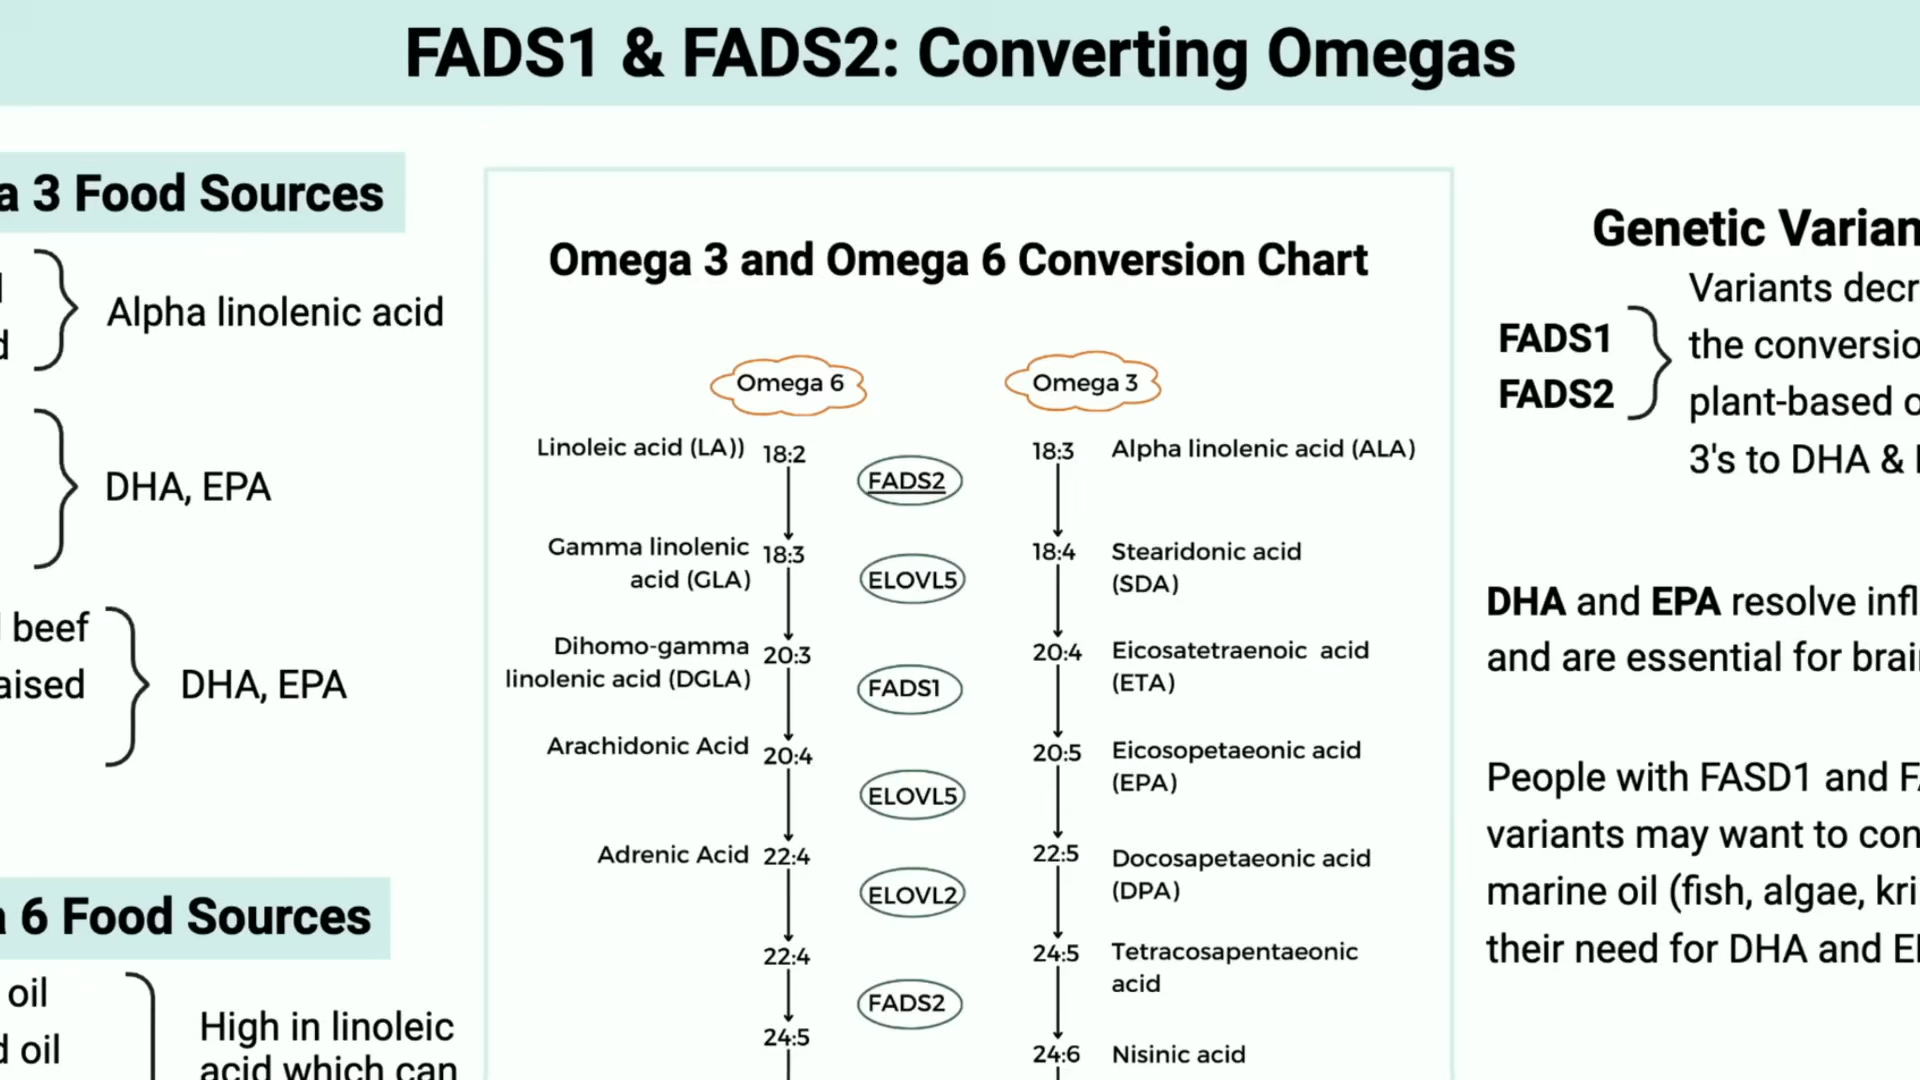 FADS1 & FADS2: Converting Omegas
a 3 Food Sources
Alpha linolenic acid
DHA, EPA
beef
aised
DHA, EPA
6 Food Sources
oil
oil
High in linoleic
acid which can
Omega 3 and Omega 6 Conversion Chart
Omega 6
Omega 3
Linoleic acid (LA))
18:2
FADS2
18:3
Alpha linolenic acid (ALA)
Gamma linolenic
acid (GLA)
18:3
ELOVL5
18:4
Stearidonic acid
(SDA)
Dihomo-gamma
linolenic acid (DGLA)
20:3
FADS1
20:4
Eicosatetraenoic acid
(ETA)
Arachidonic Acid
20:4
ELOVL5
20:5
Eicosopetaeonic acid
(EPA)
Adrenic Acid
22:4
ELOVL2
22:5
Docosapetaeonic acid
(DPA)
22:4
FADS2
24:5
Tetracosapentaeonic
acid
24:5
24:6
Nisinic acid
Genetic Varian
FADS1
FADS2
Variants decr
the conversio
plant-based o
3's to DHA &
DHA and EPA resolve infl
and are essential for brai
People with FASD1 and FA
variants may want to con
marine oil (fish, algae, kri
their need for DHA and E